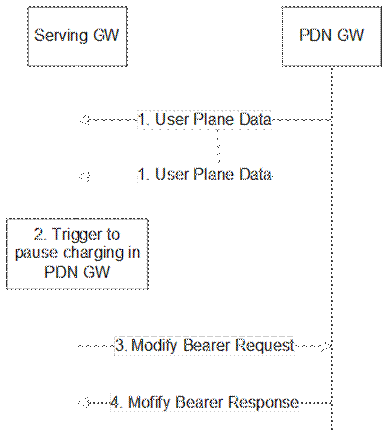 Serving GW
PDN GW
1. User Plane Data
1. User Plane Data
2. Trigger to
pause charging in
PDN GW
3. Modify Bearer Request
4. Mofify Bearer Response